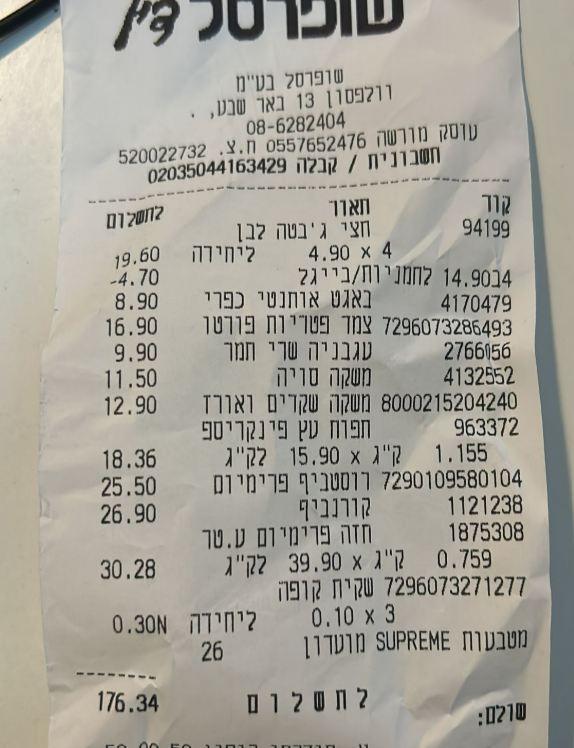 שופרסל דיל
שופרסל בע"מ
וולפסון 13 באר שבע, .
08-6282404
עוסק מורשה 0557652476 ח.צ. 520022732
חשבונית / קבלה 02035044163429
קוד תאור לתשלום
94199 חצי ג'בטה לבן
4 x 4.90 ליחידה 19.60
4ב14.90 לחמניות/בייגל -4.70
4170479 באגט אותנטי כפרי 8.90
7296073286493 צמד פטריות פורטו 16.90
2766056 עגבניה שרי תמר 9.90
4132552 משקה סויה 11.50
8000215204240 משקה שקדים ואורז 12.90
963372 תפוח עץ פינקריספ
1.155 ק"ג x 15.90 לק"ג 18.36
7290109580104 רוסטביף פרימיום 25.50
1121238 קורנביף 26.90
1875308 חזה פרימיום ע.טר
0.759 ק"ג x 39.90 לק"ג 30.28
7296073271277 שקית קופה
3 x 0.10 ליחידה 0.30N
מטבעות SUPREME מועדון 26
לתשלום 176.34
שולם: